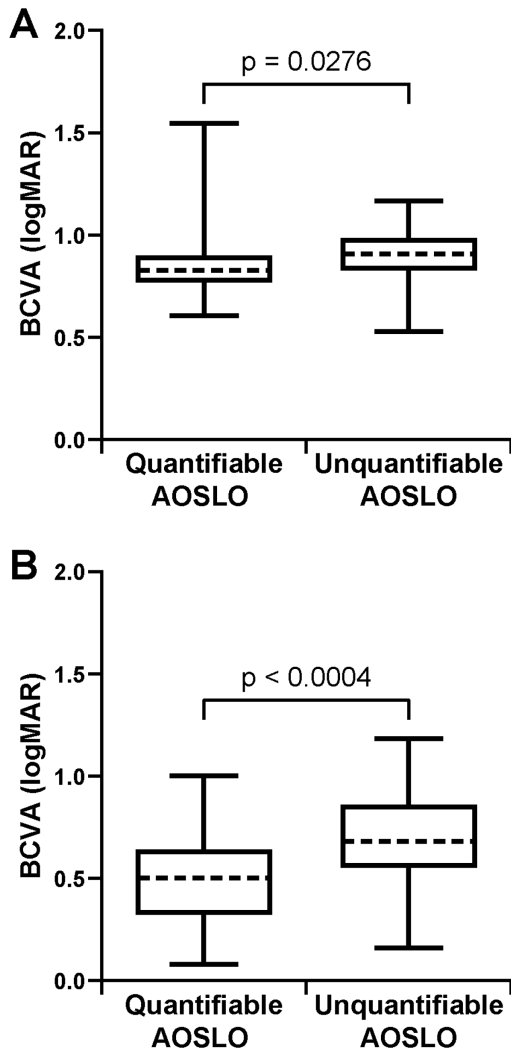 A
2.0
p = 0.0276
1.5
BCVA (logMAR)
1.0
0.5
0.0
Quantifiable AOSLO
Unquantifiable AOSLO
B
2.0
p < 0.0004
1.5
BCVA (logMAR)
1.0
0.5
0.0
Quantifiable AOSLO
Unquantifiable AOSLO